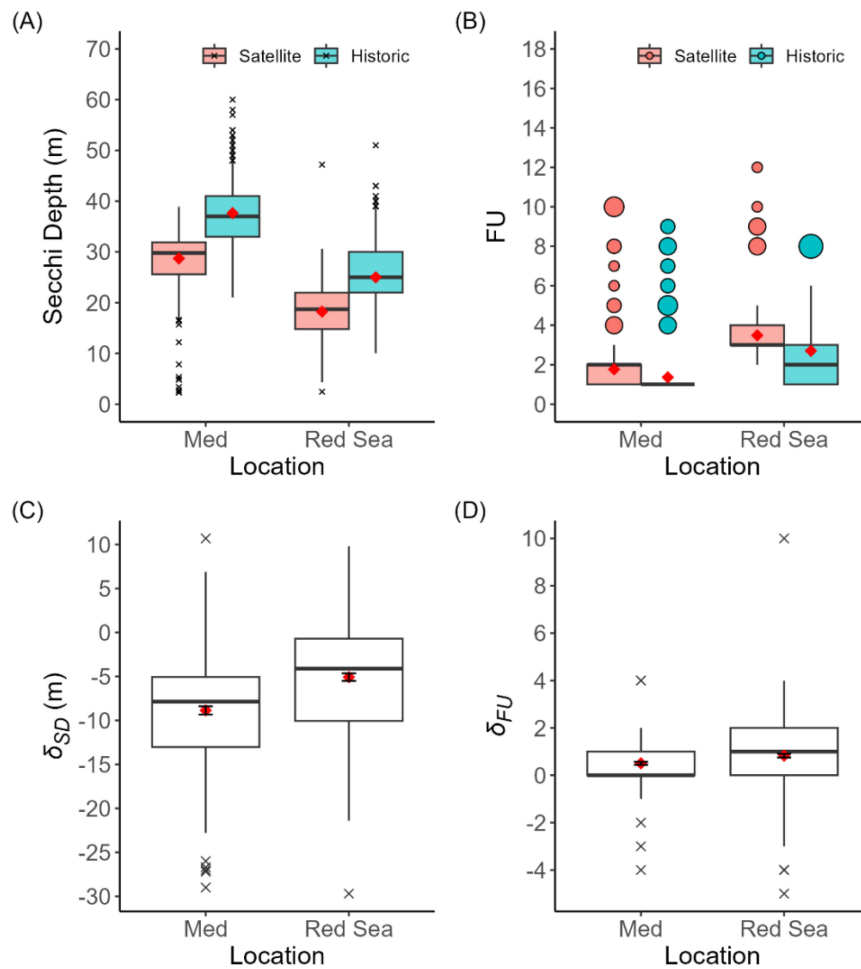 (A)
Satellite Historic
Secchi Depth (m)
70
60
50
40
30
20
10
0
Med Red Sea
Location
(B)
Satellite Historic
FU
18
16
14
12
10
8
6
4
2
0
Med Red Sea
Location
(C)
δSD (m)
10
5
0
-5
-10
-15
-20
-25
-30
Med Red Sea
Location
(D)
δFU
10
8
6
4
2
0
-2
-4
Med Red Sea
Location